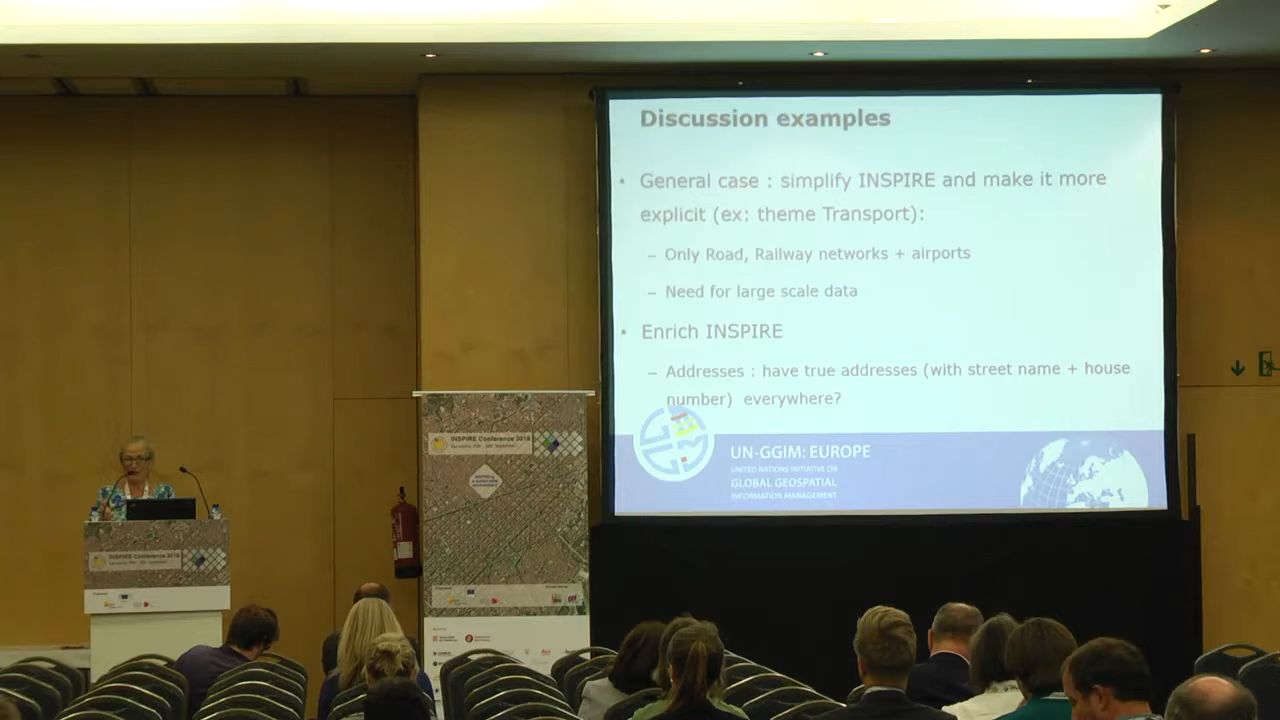 Discussion examples
• General case : simplify INSPIRE and make it more
explicit (ex: theme Transport):
– Only Road, Railway networks + airports
– Need for large scale data
• Enrich INSPIRE
– Addresses : have true addresses (with street name + house
number)  everywhere?
UN-GGIM: EUROPE
UNITED NATIONS INITIATIVE ON
GLOBAL GEOSPATIAL
INFORMATION MANAGEMENT
INSPIRE Conference 2016
INSPIRE Conference 2016